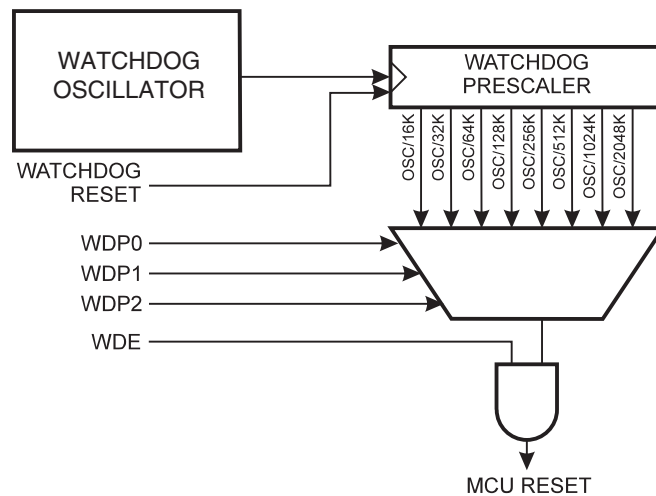 WATCHDOG
OSCILLATOR
WATCHDOG
PRESCALER
WATCHDOG
RESET
OSC/16K
OSC/32K
OSC/64K
OSC/128K
OSC/256K
OSC/512K
OSC/1024K
OSC/2048K
WDP0
WDP1
WDP2
WDE
MCU RESET